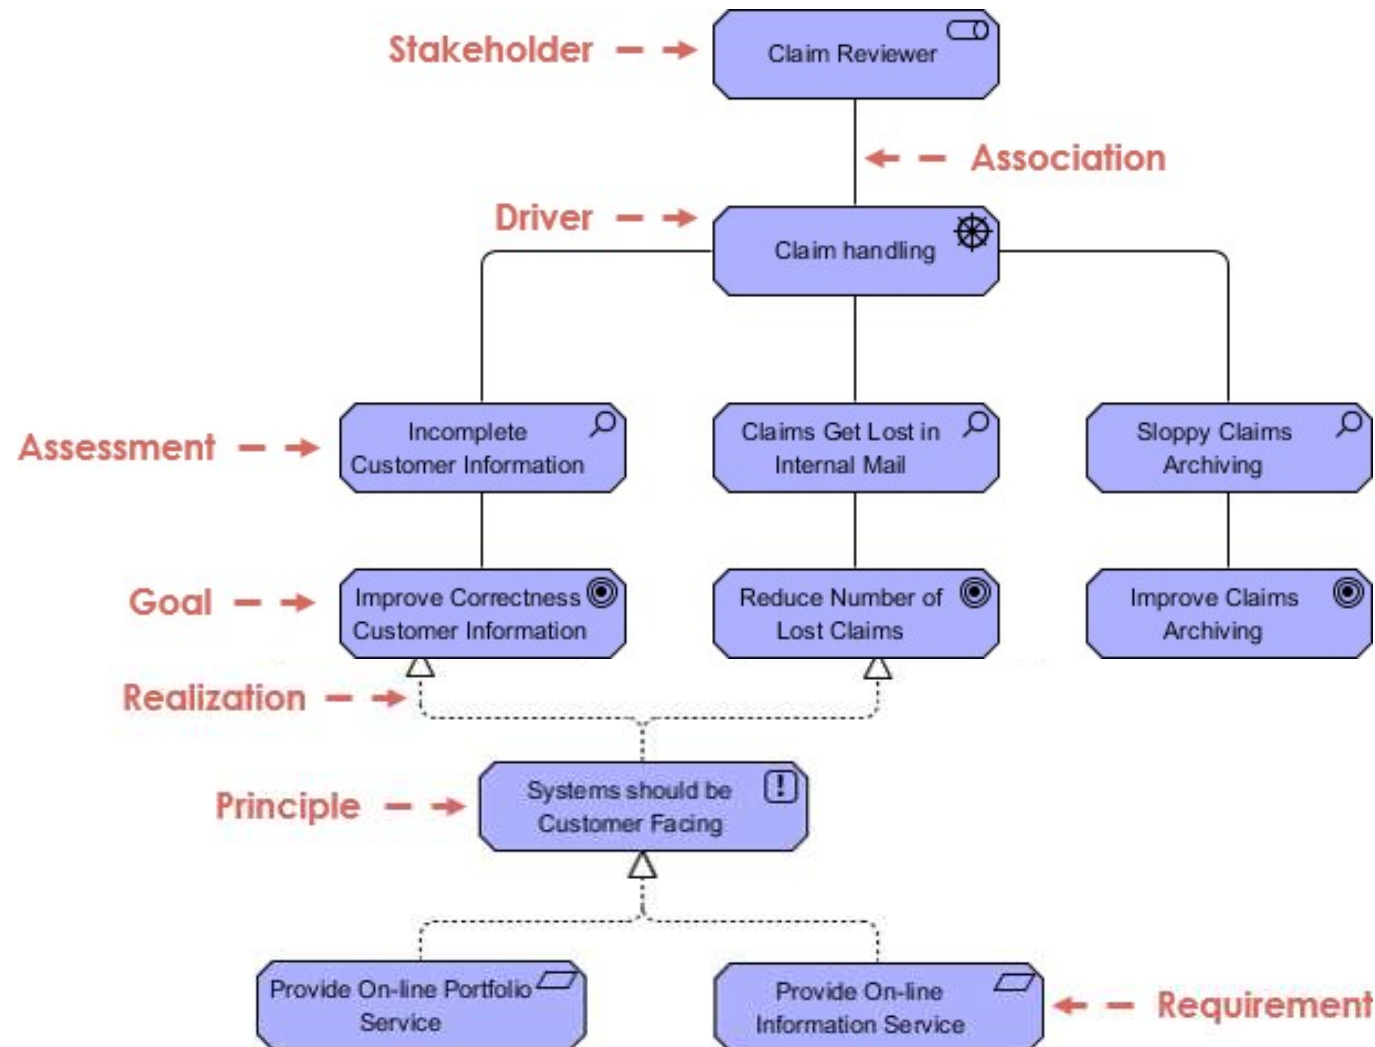 Stakeholder
Claim Reviewer
Association
Driver
Claim handling
Assessment
Incomplete
Customer Information
Claims Get Lost in
Internal Mail
Sloppy Claims
Archiving
Goal
Improve Correctness
Customer Information
Reduce Number of
Lost Claims
Improve Claims
Archiving
Realization
Principle
Systems should be
Customer Facing
Provide On-line Portfolio
Service
Provide On-line
Information Service
Requirement